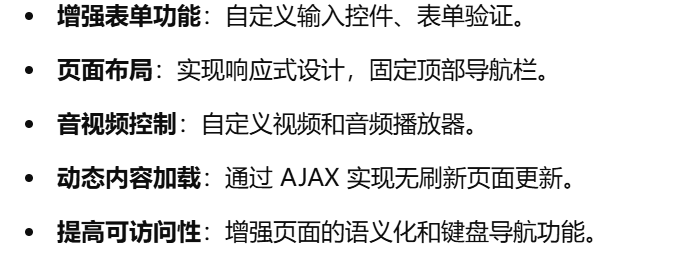 • 增强表单功能：自定义输入控件、表单验证。
• 页面布局：实现响应式设计，固定顶部导航栏。
• 音视频控制：自定义视频和音频播放器。
• 动态内容加载：通过 AJAX 实现无刷新页面更新。
• 提高可访问性：增强页面的语义化和键盘导航功能。